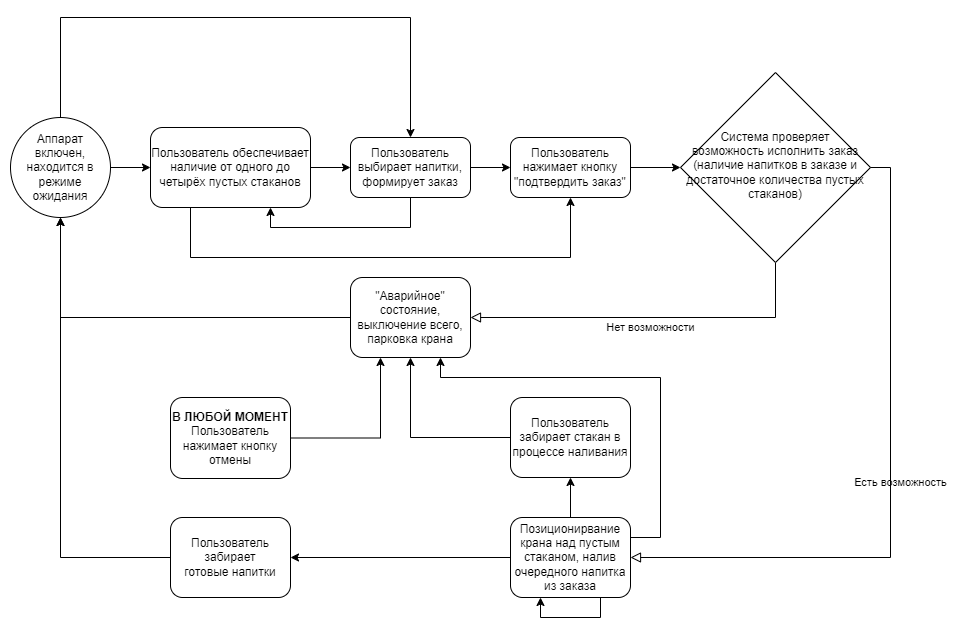 Аппарат
включен,
находится в
режиме
ожидания
Пользователь обеспечивает
наличие от одного до
четырёх пустых стаканов
Пользователь
выбирает напитки,
формирует заказ
Пользователь
нажимает кнопку
"подтвердить заказ"
Система проверяет
возможность исполнить заказ
(наличие напитков в заказе и
достаточное количества пустых
стаканов)
"Аварийное"
состояние,
выключение всего,
парковка крана
Нет возможности
В ЛЮБОЙ МОМЕНТ
Пользователь
нажимает кнопку
отмены
Пользователь
забирает стакан в
процессе наливания
Есть возможность
Пользователь
забирает
готовые напитки
Позиционирвание
крана над пустым
стаканом, налив
очередного напитка
из заказа